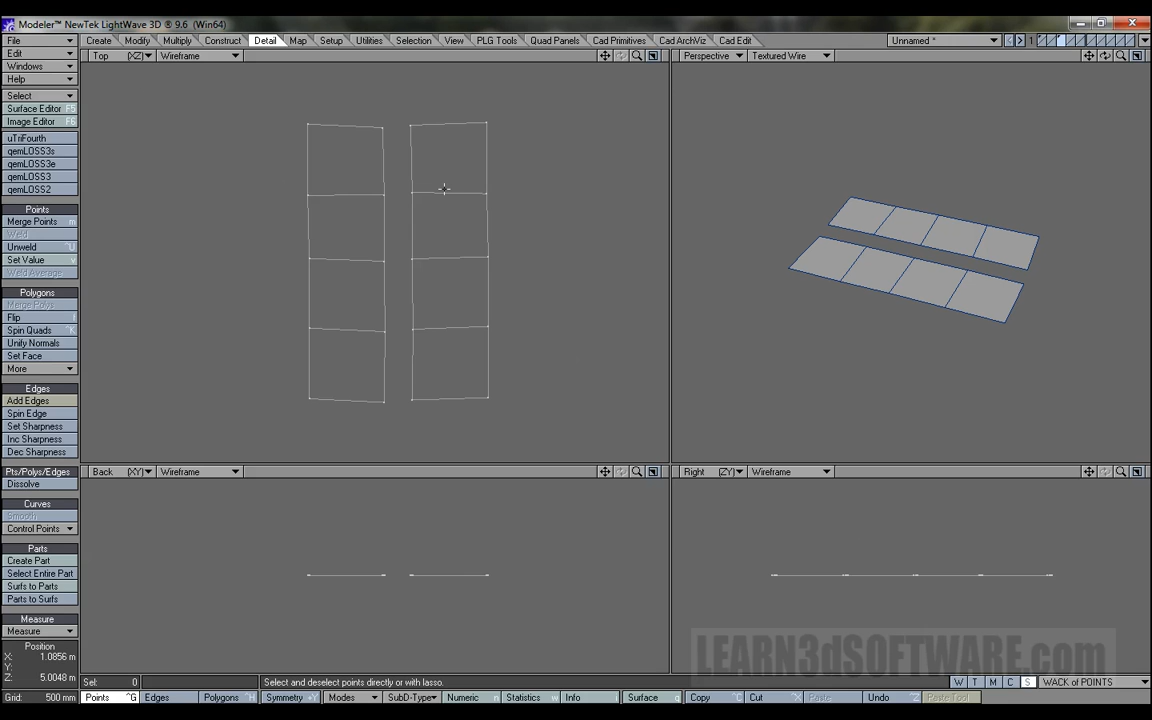 Modeler™ NewTek LightWave 3D ® 9.6 (Win64)
File Create Modify Multiply Construct Detail Map Setup Utilities Selection View PLG Tools Quad Panels Cad Primitives Cad ArchViz Cad Edit Unnamed * 1
Edit Top (XZ) Wireframe Perspective Textured Wire
Windows
Help
Select
Surface Editor F5
Image Editor F6
uTriFourth
qemLOSS3s
qemLOSS3e
qemLOSS3
qemLOSS2
Points
Merge Points m
Weld
Unweld ^U
Set Value v
Weld Average
Polygons
Merge Polys
Flip f
Spin Quads ^K
Unify Normals
Set Face
More
Edges
Add Edges
Spin Edge
Set Sharpness
Inc Sharpness
Dec Sharpness
Pts/Polys/Edges Back (XY) Wireframe Right (ZY) Wireframe
Dissolve
Curves
Smooth
Control Points
Parts
Create Part
Select Entire Part
Surfs to Parts
Parts to Surfs
Measure
Measure
Position
X: 1.0856 m
Y:
Z: 5.0048 m
LEARN3dSOFTWARE.com
Sel: 0 Select and deselect points directly or with lasso. W T M C S WACK of POINTS
Grid: 500 mm Points ^G Edges Polygons ^H Symmetry +Y Modes SubD-Type Numeric n Statistics w Info i Surface q Copy ^C Cut ^X Paste Undo ^Z Paste Tool